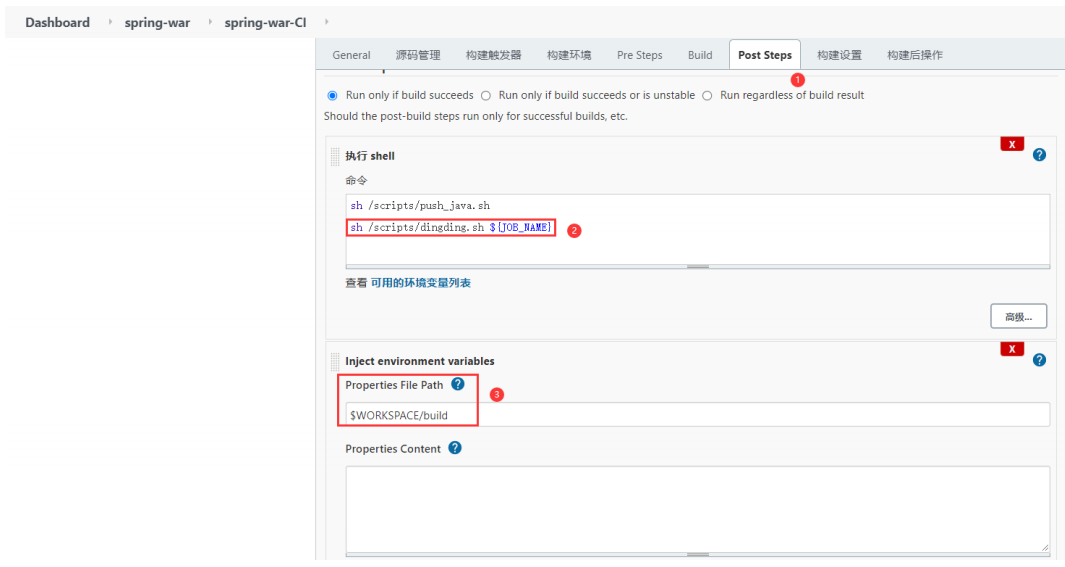 Dashboard spring-war spring-war-CI
General 源码管理 构建触发器 构建环境 Pre Steps Build Post Steps 构建设置 构建后操作
1
Run only if build succeeds Run only if build succeeds or is unstable Run regardless of build result
Should the post-build steps run only for successful builds, etc.
X
执行 shell ?
命令
sh /scripts/push_java.sh
sh /scripts/dingding.sh ${JOB_NAME} 2
查看 可用的环境变量列表
高级...
X
Inject environment variables ?
Properties File Path ? 3
$WORKSPACE/build
Properties Content ?